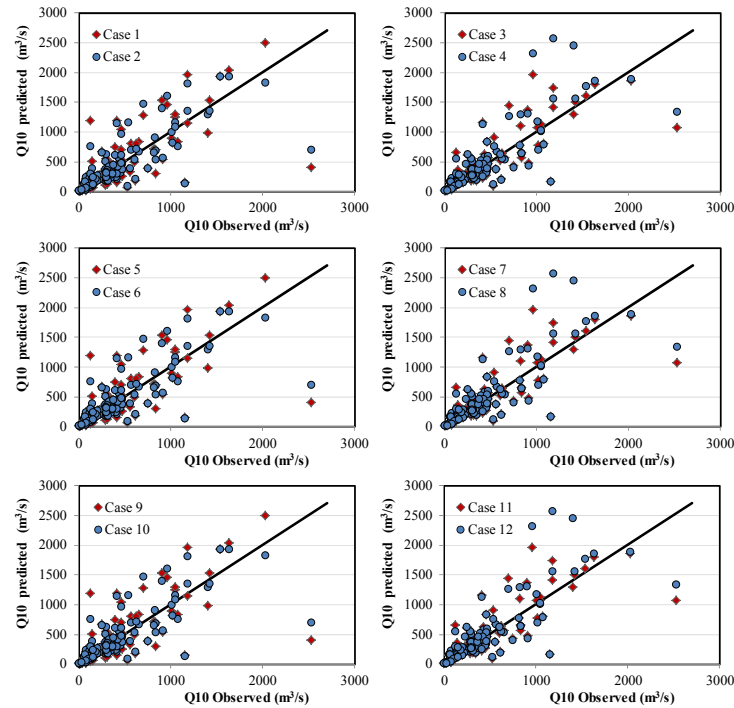 3000
2500
2000
1500
1000
500
0
Q10 predicted (m³/s)
Case 1
Case 2
0 1000 2000 3000
Q10 Observed (m³/s)
3000
2500
2000
1500
1000
500
0
Q10 predicted (m³/s)
Case 3
Case 4
0 1000 2000 3000
Q10 Observed (m³/s)
3000
2500
2000
1500
1000
500
0
Q10 predicted (m³/s)
Case 5
Case 6
0 1000 2000 3000
Q10 Observed (m³/s)
3000
2500
2000
1500
1000
500
0
Q10 predicted (m³/s)
Case 7
Case 8
0 1000 2000 3000
Q10 Observed (m³/s)
3000
2500
2000
1500
1000
500
0
Q10 predicted (m³/s)
Case 9
Case 10
0 1000 2000 3000
Q10 Observed (m³/s)
3000
2500
2000
1500
1000
500
0
Q10 predicted (m³/s)
Case 11
Case 12
0 1000 2000 3000
Q10 Observed (m³/s)